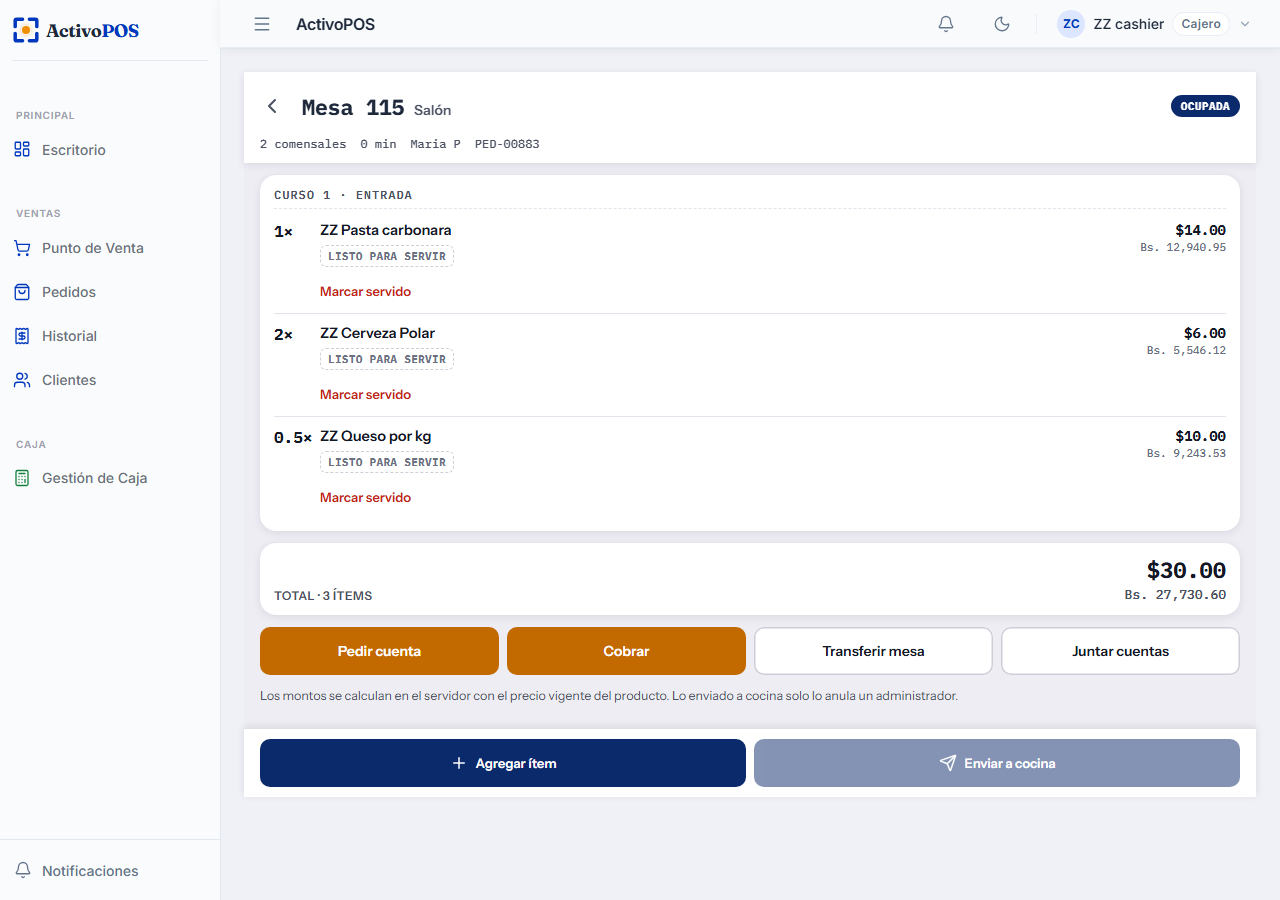 ActivoPOS
ActivoPOS
ZC ZZ cashier Cajero
PRINCIPAL
Escritorio
VENTAS
Punto de Venta
Pedidos
Historial
Clientes
CAJA
Gestión de Caja
Notificaciones
Mesa 115 Salón
OCUPADA
2 comensales 0 min Maria P PED-00883
CURSO 1 · ENTRADA
1× ZZ Pasta carbonara $14.00
LISTO PARA SERVIR Bs. 12,940.95
Marcar servido
2× ZZ Cerveza Polar $6.00
LISTO PARA SERVIR Bs. 5,546.12
Marcar servido
0.5× ZZ Queso por kg $10.00
LISTO PARA SERVIR Bs. 9,243.53
Marcar servido
$30.00
TOTAL · 3 ÍTEMS Bs. 27,730.60
Pedir cuenta Cobrar Transferir mesa Juntar cuentas
Los montos se calculan en el servidor con el precio vigente del producto. Lo enviado a cocina solo lo anula un administrador.
Agregar ítem Enviar a cocina